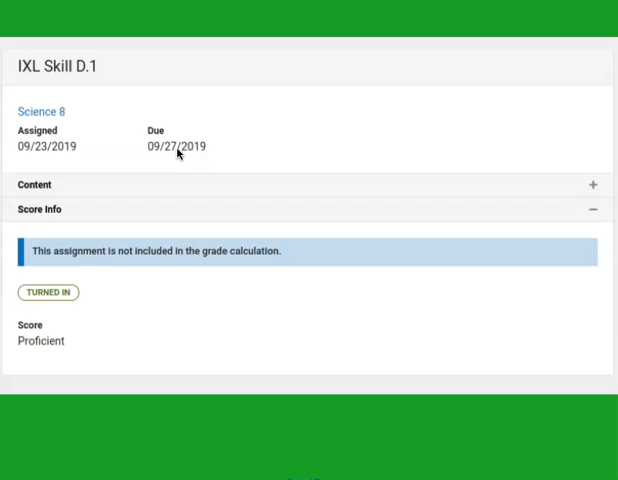 IXL Skill D.1
Science 8
Assigned Due
09/23/2019 09/27/2019
Content
Score Info
This assignment is not included in the grade calculation.
TURNED IN
Score
Proficient